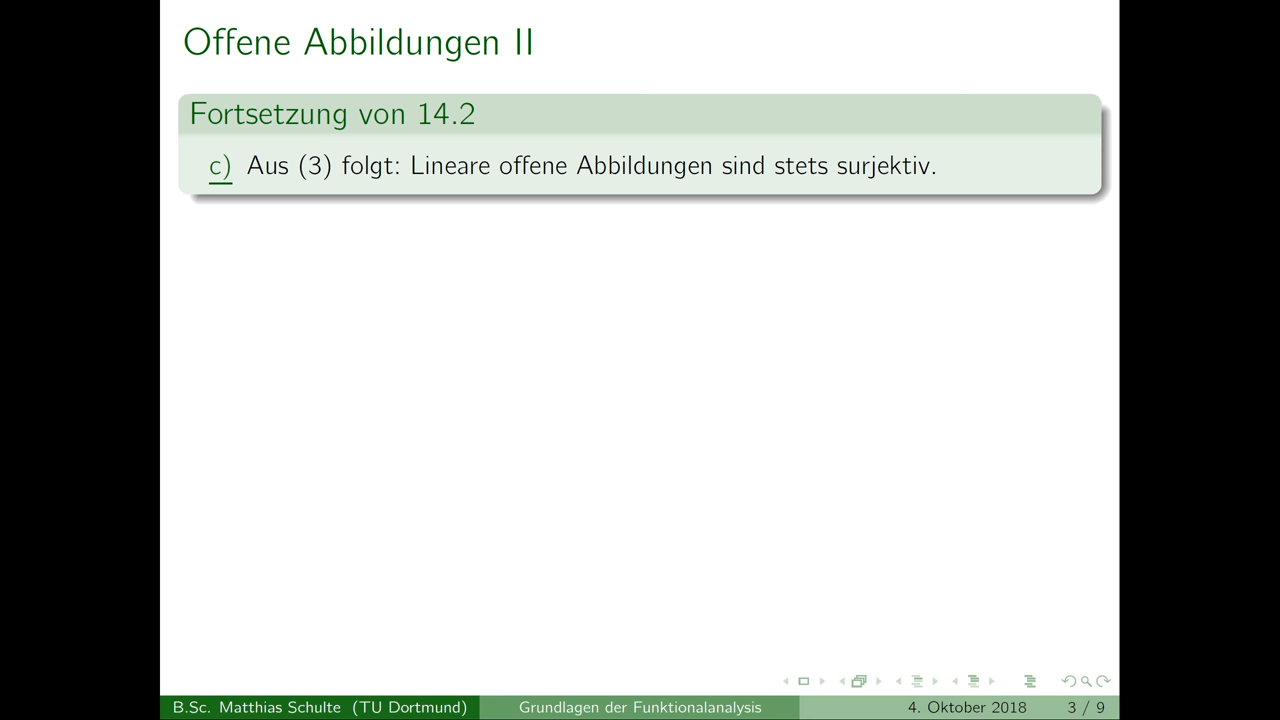 Offene Abbildungen II
Fortsetzung von 14.2
c) Aus (3) folgt: Lineare offene Abbildungen sind stets surjektiv.
B.Sc. Matthias Schulte (TU Dortmund) Grundlagen der Funktionalanalysis 4. Oktober 2018 3 / 9